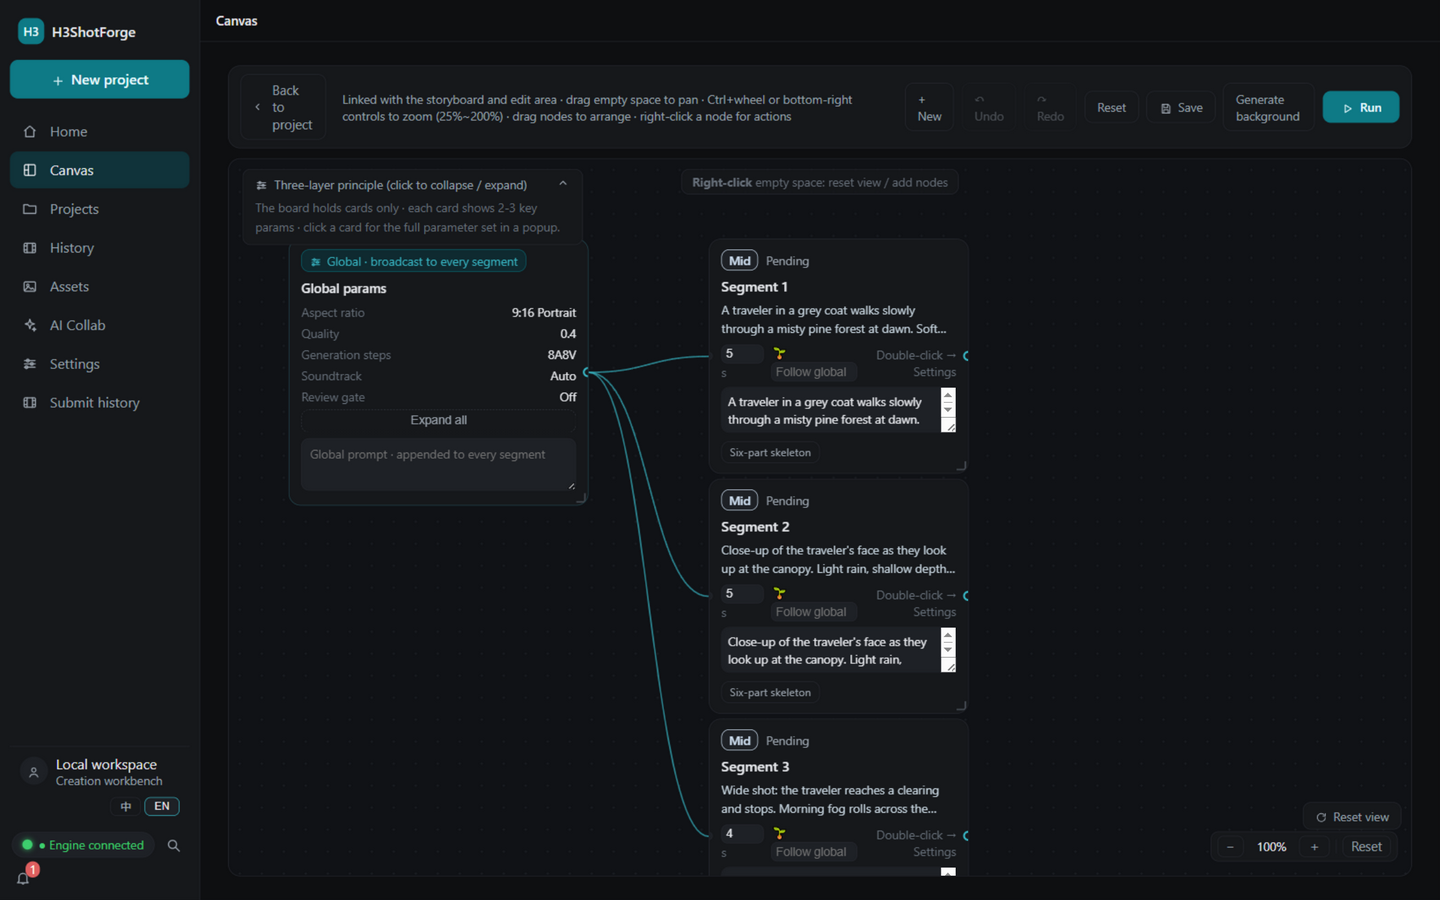 H3 H3ShotForge
+ New project
Home
Canvas
Projects
History
Assets
AI Collab
Settings
Submit history
Local workspace
Creation workbench
中 EN
Engine connected
1
Canvas
Back
to
project
Linked with the storyboard and edit area · drag empty space to pan · Ctrl+wheel or bottom-right
controls to zoom (25%~200%) · drag nodes to arrange · right-click a node for actions
+
New
Undo
Redo
Reset
Save
Generate
background
Run
Three-layer principle (click to collapse / expand)
The board holds cards only · each card shows 2-3 key
params · click a card for the full parameter set in a popup.
Right-click empty space: reset view / add nodes
Global · broadcast to every segment
Global params
Aspect ratio 9:16 Portrait
Quality 0.4
Generation steps 8A8V
Soundtrack Auto
Review gate Off
Expand all
Global prompt · appended to every segment
Mid Pending
Segment 1
A traveler in a grey coat walks slowly
through a misty pine forest at dawn. Soft...
5 Double-click →
s Follow global Settings
A traveler in a grey coat walks slowly
through a misty pine forest at dawn.
Six-part skeleton
Mid Pending
Segment 2
Close-up of the traveler's face as they look
up at the canopy. Light rain, shallow depth...
5 Double-click →
s Follow global Settings
Close-up of the traveler's face as they
look up at the canopy. Light rain,
Six-part skeleton
Mid Pending
Segment 3
Wide shot: the traveler reaches a clearing
and stops. Morning fog rolls across the...
4 Double-click →
s Follow global Settings
Reset view
− 100% + Reset